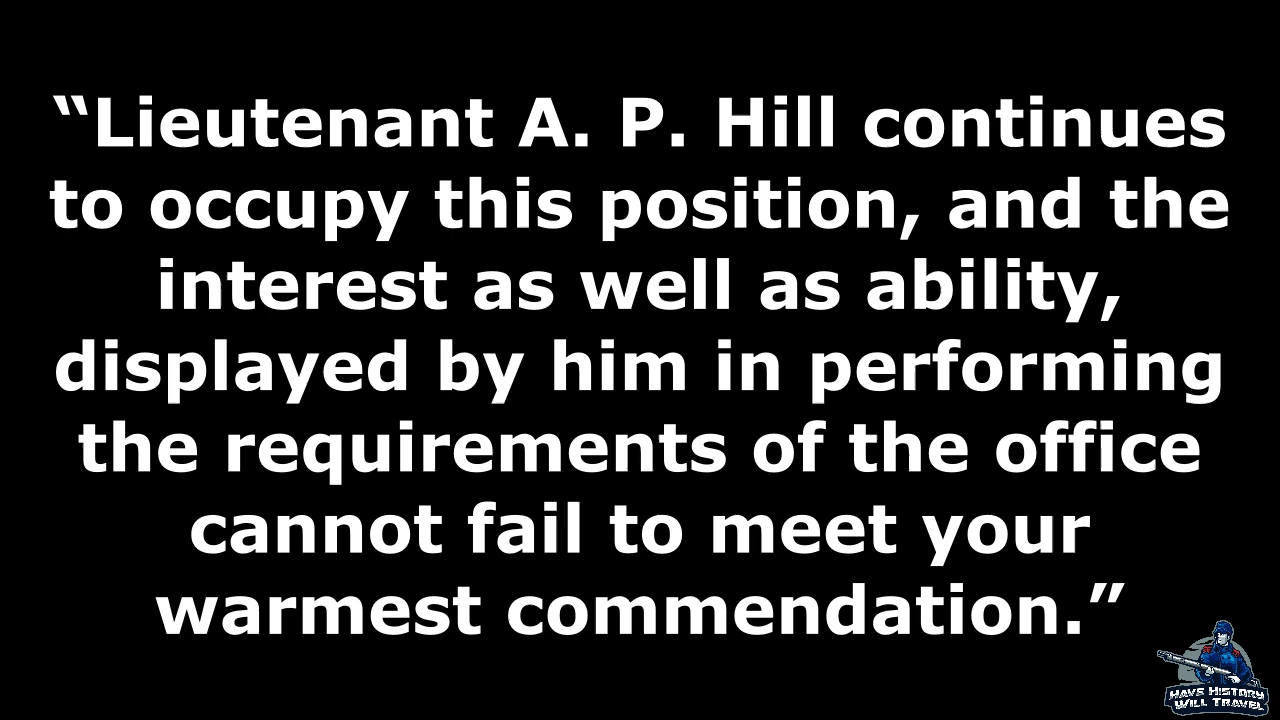 “Lieutenant A. P. Hill continues
to occupy this position, and the
interest as well as ability,
displayed by him in performing
the requirements of the office
cannot fail to meet your
warmest commendation.”
HAVE HISTORY
WILL TRAVEL